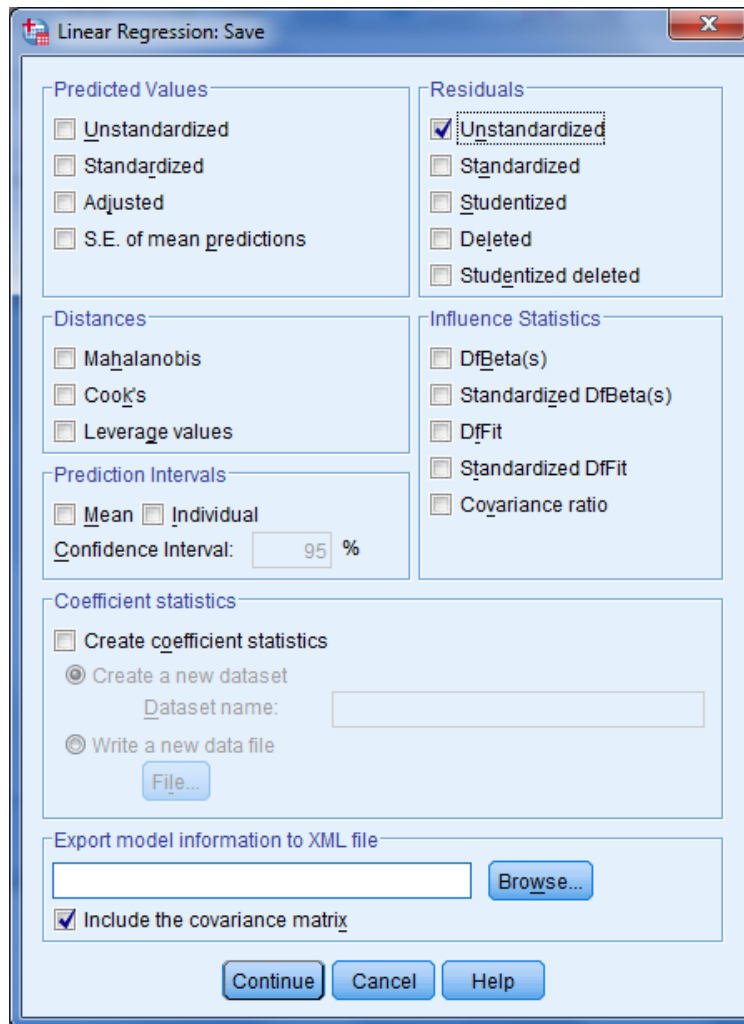 Linear Regression: Save
Predicted Values
Unstandardized
Standardized
Adjusted
S.E. of mean predictions
Residuals
Unstandardized
Standardized
Studentized
Deleted
Studentized deleted
Distances
Mahalanobis
Cook's
Leverage values
Influence Statistics
DfBeta(s)
Standardized DfBeta(s)
DfFit
Standardized DfFit
Covariance ratio
Prediction Intervals
Mean Individual
Confidence Interval: 95 %
Coefficient statistics
Create coefficient statistics
Create a new dataset
Dataset name:
Write a new data file
File...
Export model information to XML file
Browse...
Include the covariance matrix
Continue Cancel Help